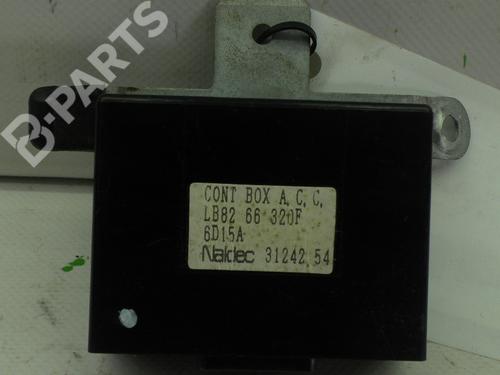 B-PARTS
CONT BOX A, C, C,
LB82 66 320F
6D15A
Naldec 31242 54